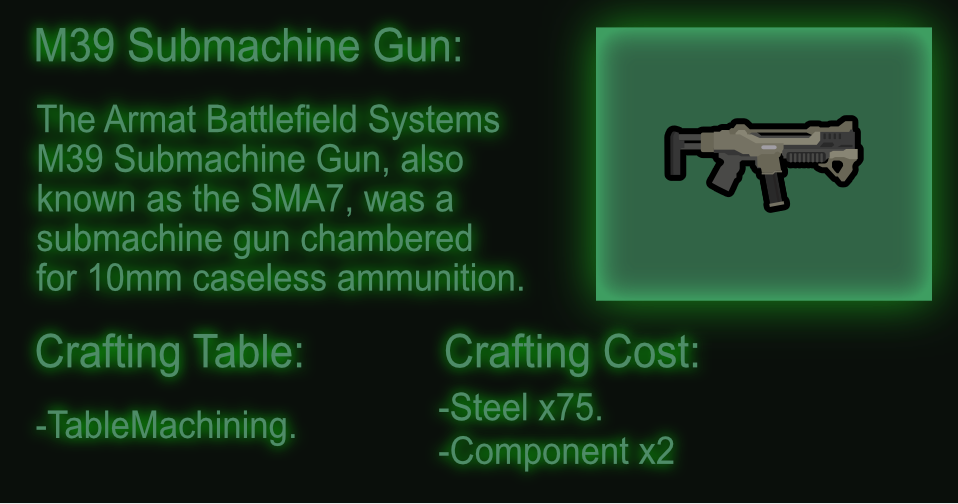 M39 Submachine Gun:
The Armat Battlefield Systems
M39 Submachine Gun, also
known as the SMA7, was a
submachine gun chambered
for 10mm caseless ammunition.
Crafting Table:
-TableMachining.
Crafting Cost:
-Steel x75.
-Component x2